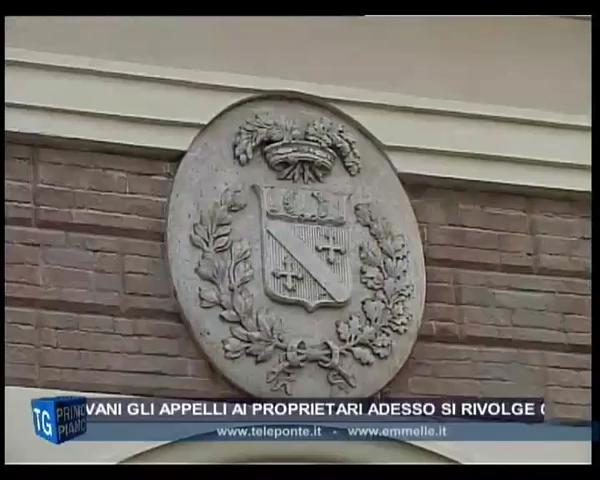 TG PRIMO PIANO
VANI GLI APPELLI AI PROPRIETARI ADESSO SI RIVOLGE
www.teleponte.it - www.emmelle.it